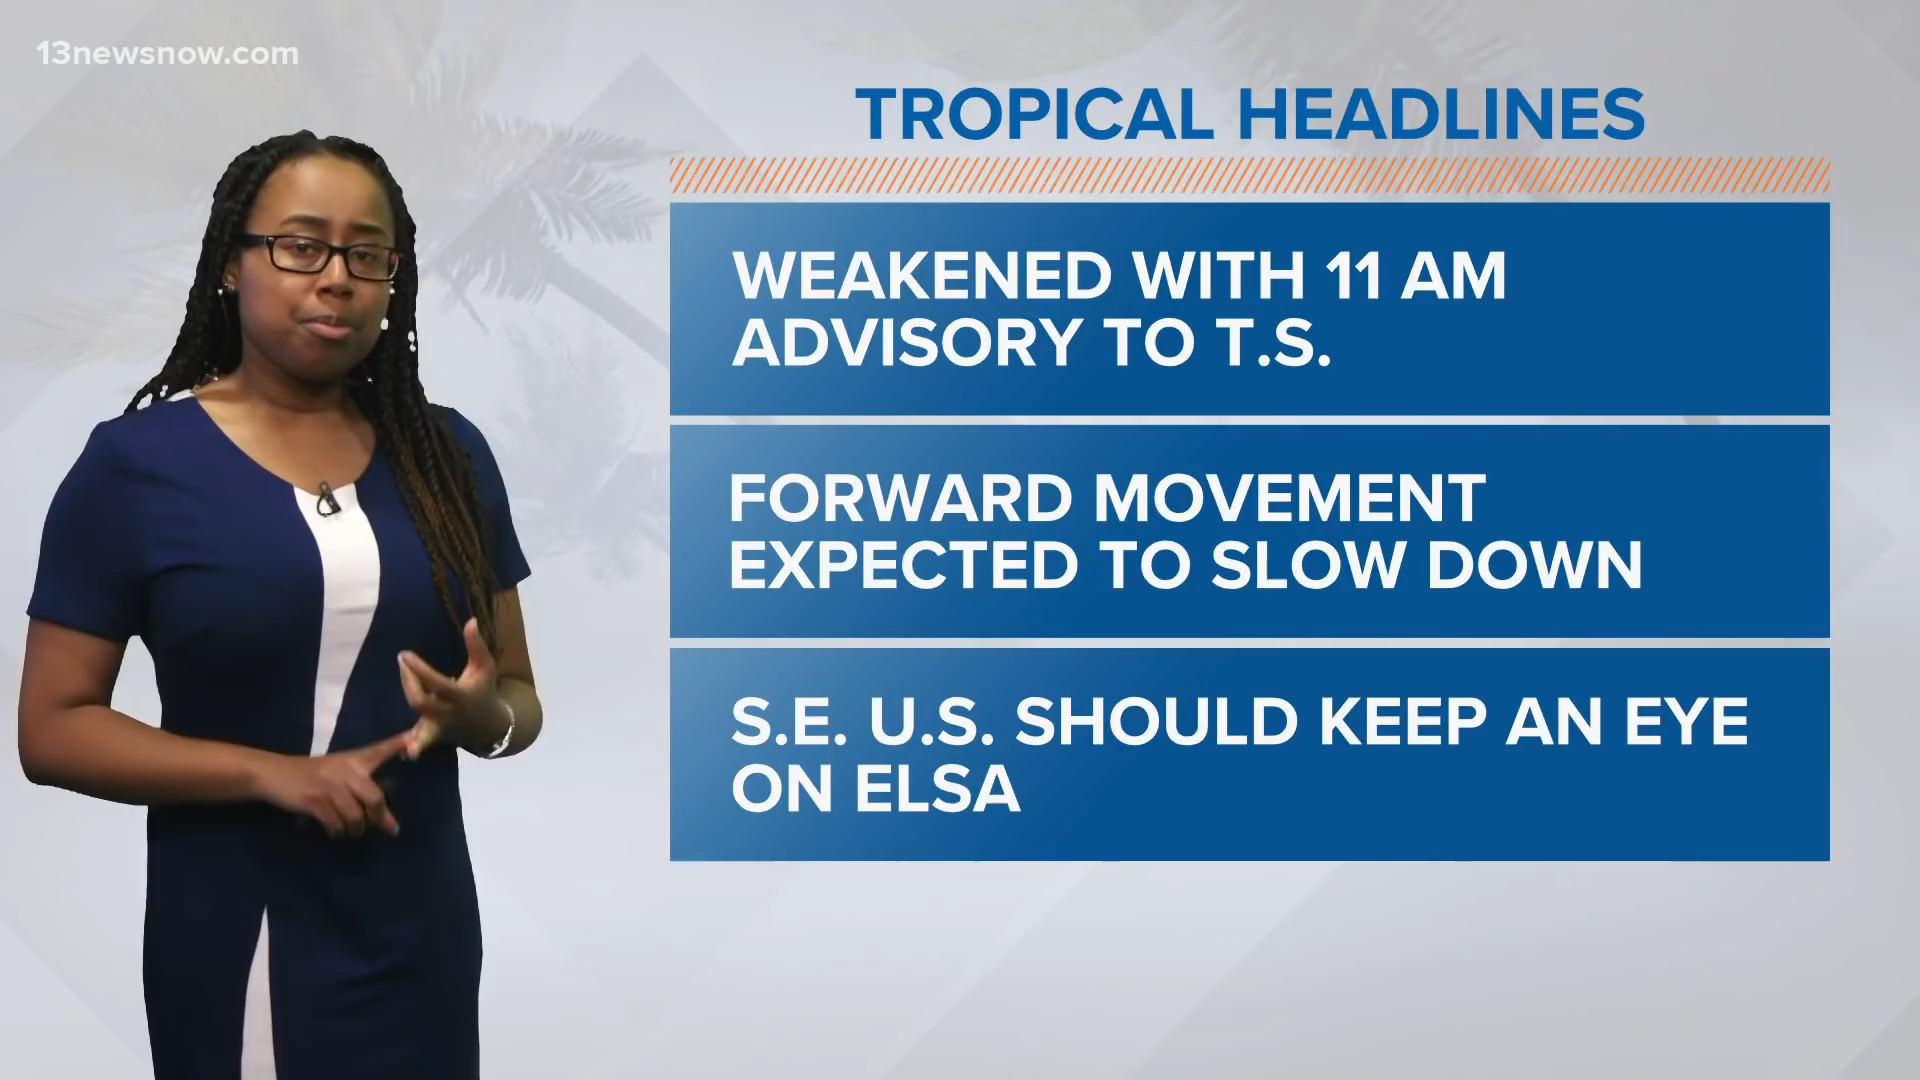 13newsnow.com
TROPICAL HEADLINES
WEAKENED WITH 11 AM
ADVISORY TO T.S.
FORWARD MOVEMENT
EXPECTED TO SLOW DOWN
S.E. U.S. SHOULD KEEP AN EYE
ON ELSA